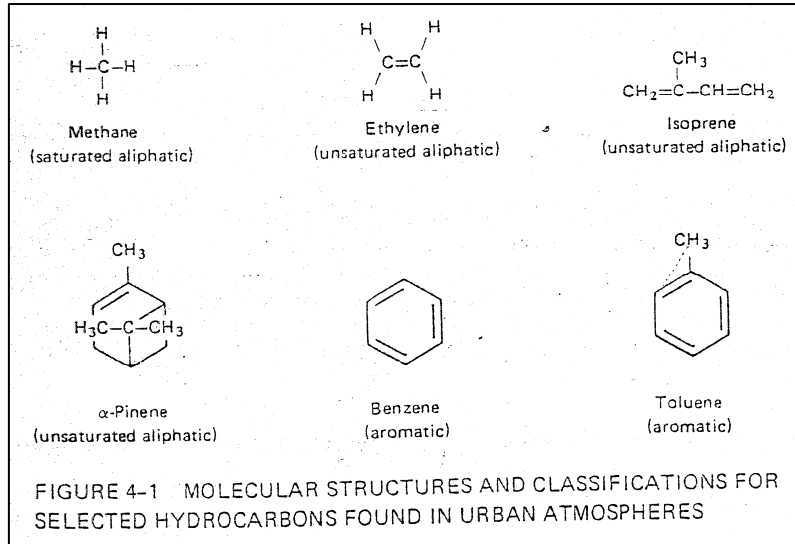 H
H–C–H
H
Methane
(saturated aliphatic)
H H
C=C
H H
Ethylene
(unsaturated aliphatic)
CH3
CH2=C–CH=CH2
Isoprene
(unsaturated aliphatic)
CH3
H3C–C–CH3
α-Pinene
(unsaturated aliphatic)
Benzene
(aromatic)
CH3
Toluene
(aromatic)
FIGURE 4-1 MOLECULAR STRUCTURES AND CLASSIFICATIONS FOR
SELECTED HYDROCARBONS FOUND IN URBAN ATMOSPHERES